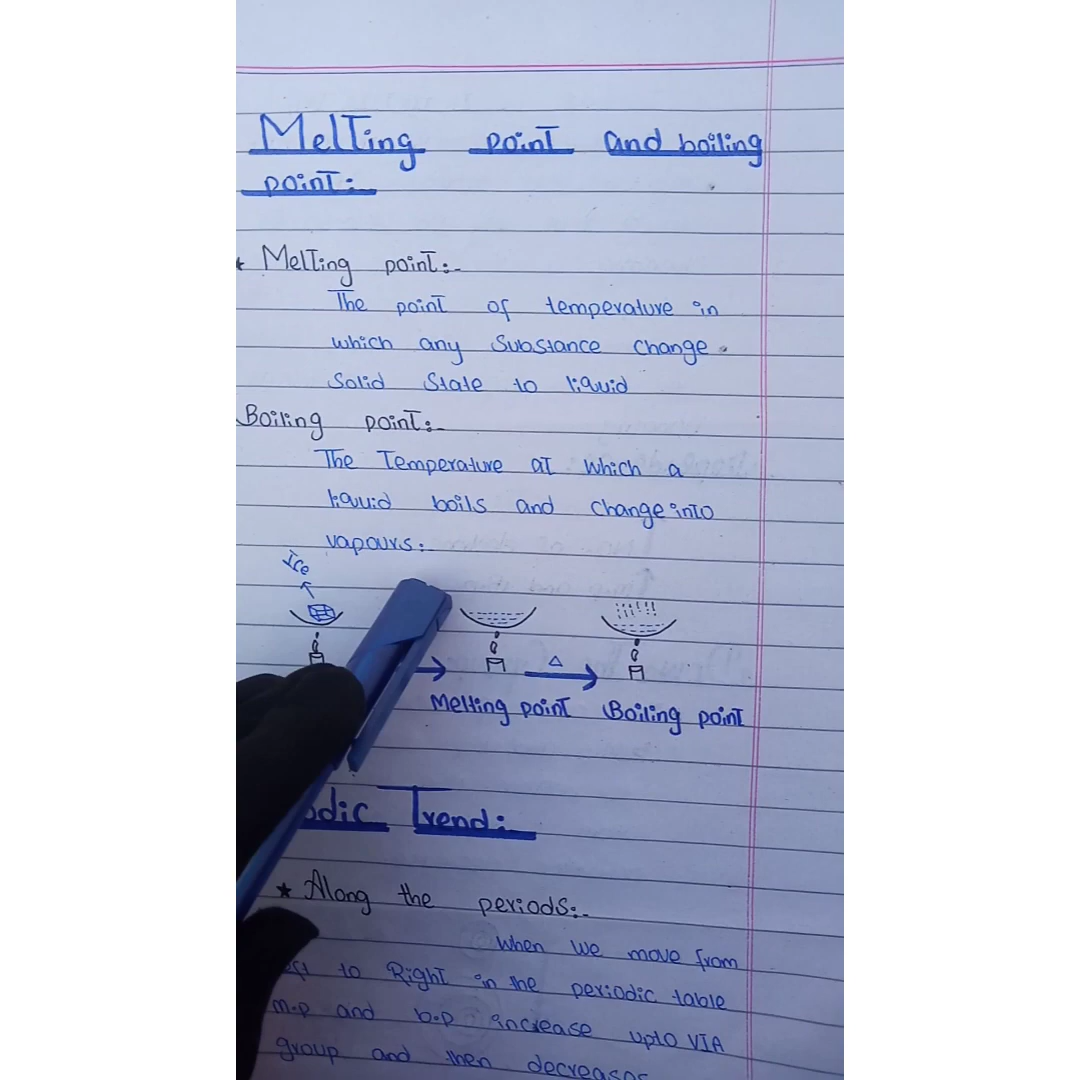 Melting point and boiling
point:
* Melting point:-
The point of temperature in
which any Substance change
Solid State to liquid
Boiling point:-
The Temperature at which a
liquid boils and change into
vapours:
Ice
Δ
Melting point Boiling point
Trend:
* Along the periods:-
When we move from
to Right in the periodic table
m.p and b.p increase upto VIA
group and then decreases